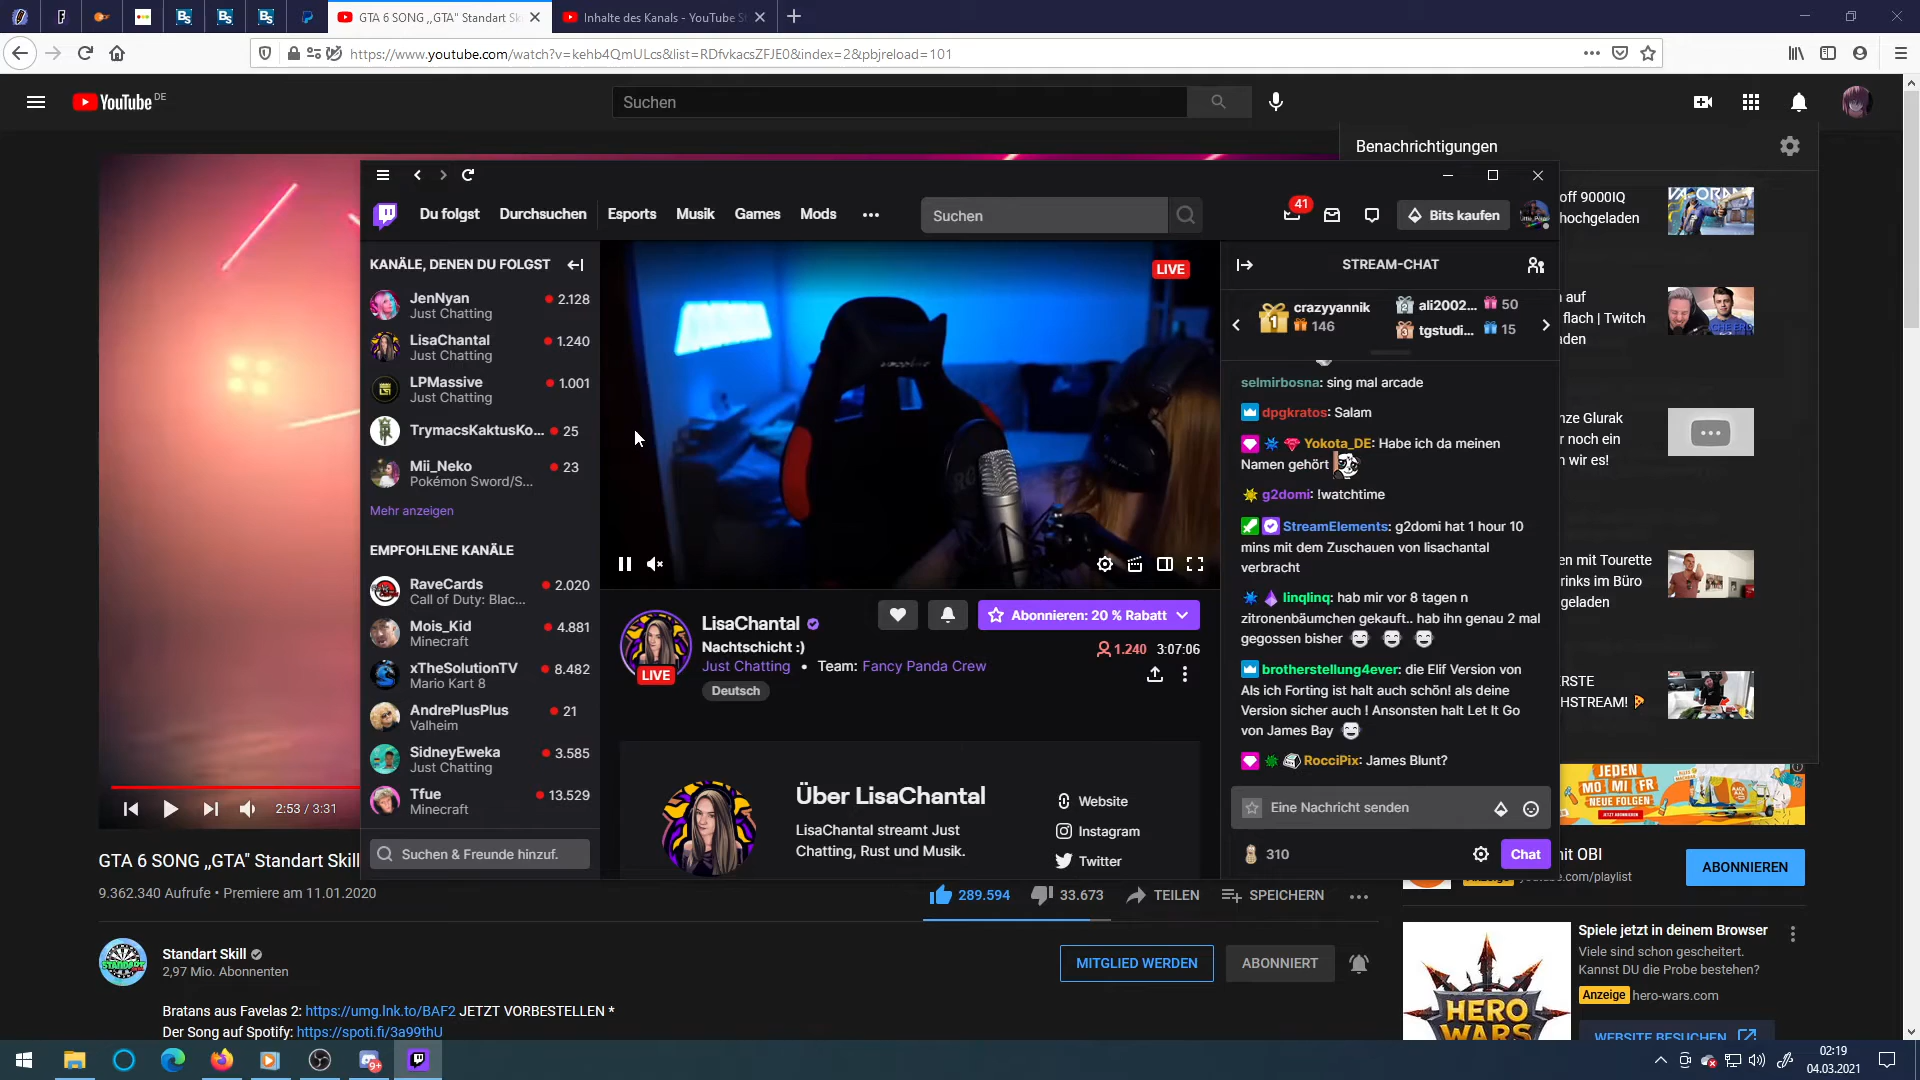 GTA 6 SONG ,,GTA" Standart Sk
Inhalte des Kanals - YouTube S
https://www.youtube.com/watch?v=kehb4QmULcs&list=RDfvkacsZFJE0&index=2&pbjreload=101
YouTube DE
Suchen
Benachrichtigungen
off 9000IQ
hochgeladen
auf
flach | Twitch
aden
nze Glurak
r noch ein
wir es!
en mit Tourette
rinks im Büro
geladen
ERSTE
HSTREAM!
Du folgst
Durchsuchen
Esports
Musik
Games
Mods
Suchen
41
Bits kaufen
KANÄLE, DENEN DU FOLGST
JenNyan
2.128
Just Chatting
LisaChantal
1.240
Just Chatting
LPMassive
1.001
Just Chatting
TrymacsKaktusKo...
25
Mii_Neko
23
Pokémon Sword/S...
Mehr anzeigen
EMPFOHLENE KANÄLE
RaveCards
2.020
Call of Duty: Blac...
Mois_Kid
4.881
Minecraft
xTheSolutionTV
8.482
Mario Kart 8
AndrePlusPlus
21
Valheim
SidneyEweka
3.585
Just Chatting
Tfue
13.529
Minecraft
Suchen & Freunde hinzuf.
LIVE
LisaChantal
Nachtschicht :)
Just Chatting • Team: Fancy Panda Crew
Deutsch
LIVE
Abonnieren: 20 % Rabatt
1.240
3:07:06
Über LisaChantal
LisaChantal streamt Just
Chatting, Rust und Musik.
Website
Instagram
Twitter
STREAM-CHAT
1
crazyyannik
146
2
ali2002...
50
3
tgstudi...
15
selmirbosna: sing mal arcade
dpgkratos: Salam
Yokota_DE: Habe ich da meinen
Namen gehört
g2domi: !watchtime
StreamElements: g2domi hat 1 hour 10
mins mit dem Zuschauen von lisachantal
verbracht
linqlinq: hab mir vor 8 tagen n
zitronenbäumchen gekauft.. hab ihn genau 2 mal
gegossen bisher
brotherstellung4ever: die Elif Version von
Als ich Forting ist halt auch schön! als deine
Version sicher auch ! Ansonsten halt Let It Go
von James Bay
RocciPix: James Blunt?
Eine Nachricht senden
310
Chat
2:53 / 3:31
GTA 6 SONG ,,GTA" Standart Skill
9.362.340 Aufrufe • Premiere am 11.01.2020
289.594
33.673
TEILEN
SPEICHERN
Standart Skill
2,97 Mio. Abonnenten
MITGLIED WERDEN
ABONNIERT
Bratans aus Favelas 2: https://umg.lnk.to/BAF2 JETZT VORBESTELLEN *
Der Song auf Spotify: https://spoti.fi/3a99thU
JEDEN
MO MI FR
NEUE FOLGEN
mit OBI
Anzeige
youtube.com/playlist
ABONNIEREN
HERO
WARS
Spiele jetzt in deinem Browser
Viele sind schon gescheitert.
Kannst DU die Probe bestehen?
Anzeige
hero-wars.com
WEBSITE BESUCHEN
9+
02:19
04.03.2021